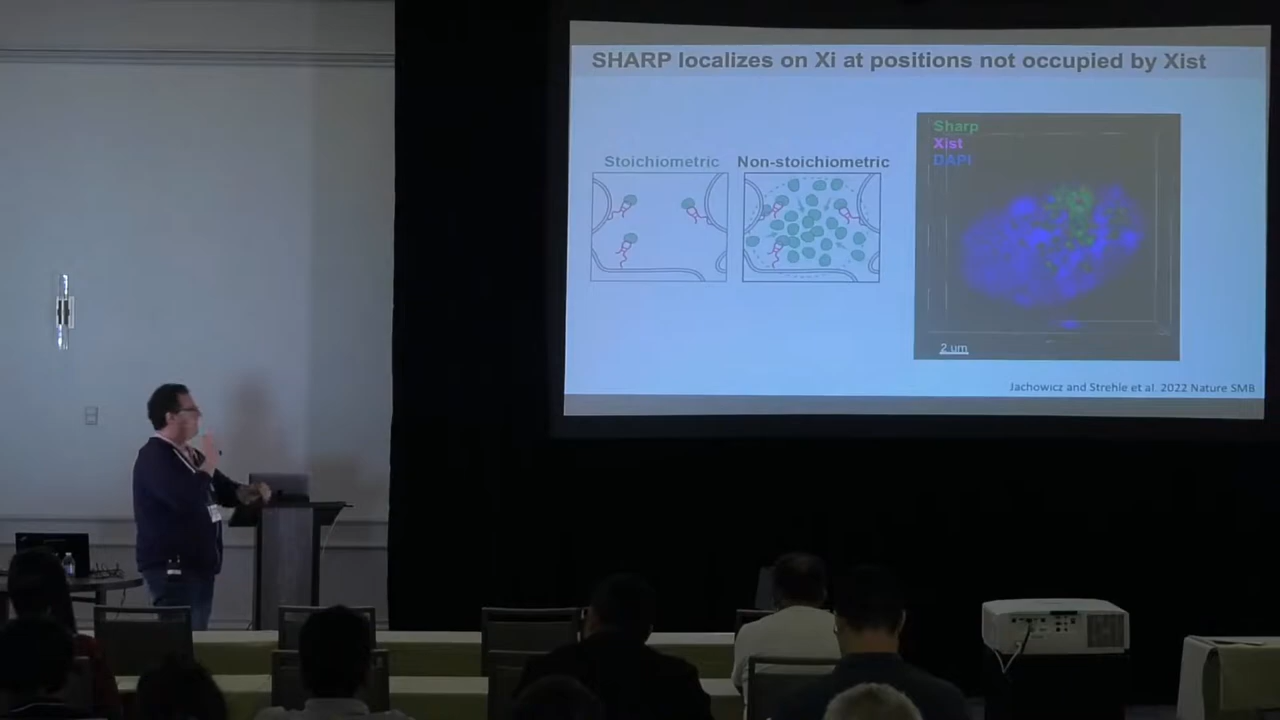 SHARP localizes on Xi at positions not occupied by Xist
Stoichiometric
Non-stoichiometric
Sharp
Xist
DAPI
2 um
Jachowicz and Strehle et al. 2022 Nature SMB